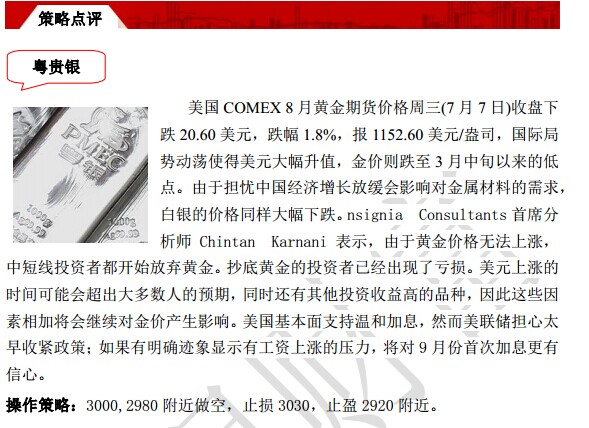 策略点评
粤贵银
PMEC
粤银
1000g
Ag99.99
美国 COMEX 8 月黄金期货价格周三(7 月 7 日)收盘下
跌 20.60 美元，跌幅 1.8%，报 1152.60 美元/盎司，国际局
势动荡使得美元大幅升值，金价则跌至 3 月中旬以来的低
点。由于担忧中国经济增长放缓会影响对金属材料的需求，
白银的价格同样大幅下跌。nsignia Consultants 首席分
析师 Chintan Karnani 表示，由于黄金价格无法上涨，
中短线投资者都开始放弃黄金。抄底黄金的投资者已经出现了亏损。美元上涨的
时间可能会超出大多数人的预期，同时还有其他投资收益高的品种，因此这些因
素相加将会继续对金价产生影响。美国基本面支持温和加息，然而美联储担心太
早收紧政策；如果有明确迹象显示有工资上涨的压力，将对 9 月份首次加息更有
信心。
操作策略：3000,2980 附近做空，止损 3030，止盈 2920 附近。